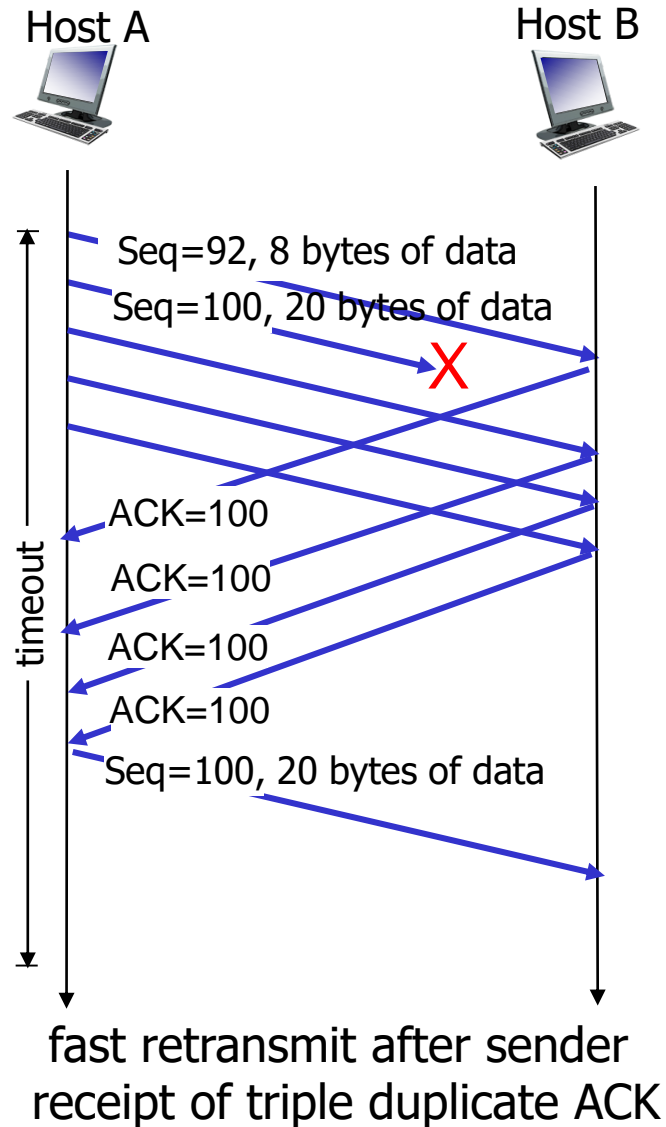 Host A
Host B
Seq=92, 8 bytes of data
Seq=100, 20 bytes of data
X
ACK=100
timeout
ACK=100
ACK=100
ACK=100
Seq=100, 20 bytes of data
fast retransmit after sender
receipt of triple duplicate ACK